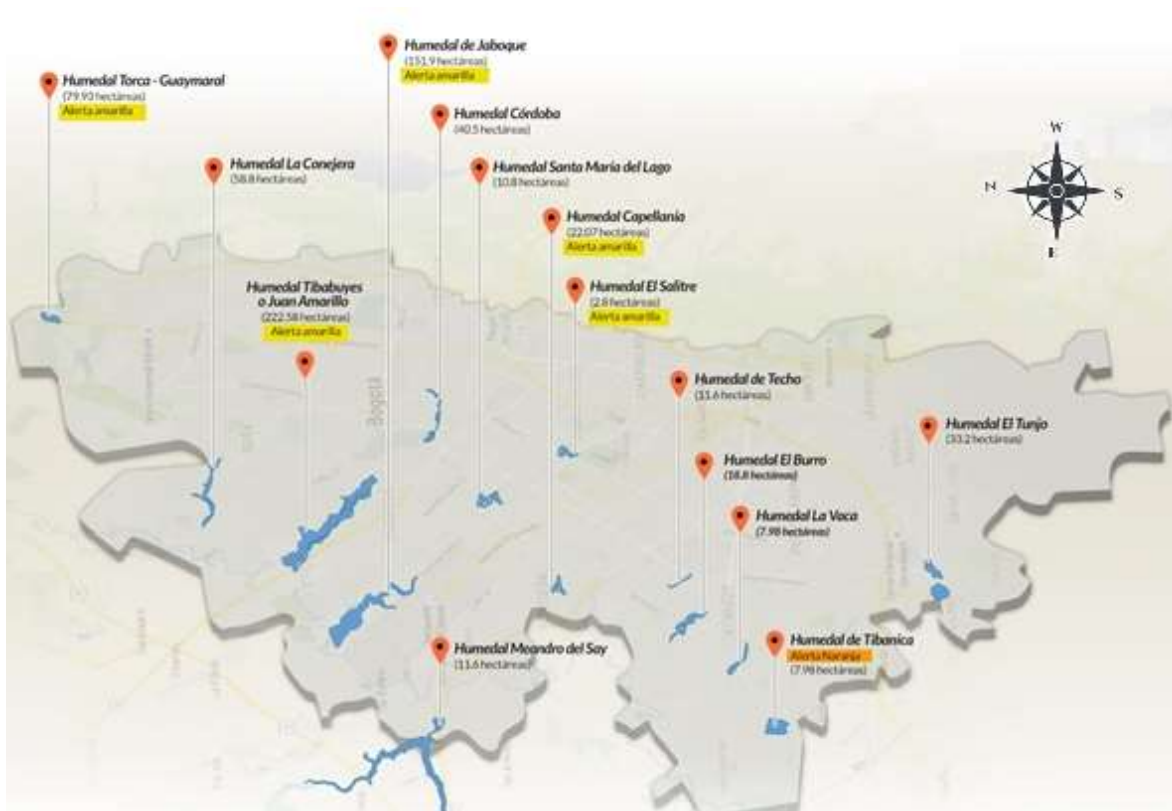 Humedal de Jaboque
(151.9 hectáreas)
Alerta amarilla
Humedal Torca - Guaymaral
(79.93 hectáreas)
Alerta amarilla
Humedal Córdoba
(40.5 hectáreas)
Humedal La Conejera
(58.8 hectáreas)
Humedal Santa María del Lago
(10.8 hectáreas)
Humedal Capellanía
(22.07 hectáreas)
Alerta amarilla
Humedal Tibabuyes
o Juan Amarillo
(222.58 hectáreas)
Alerta amarilla
Humedal El Salitre
(2.8 hectáreas)
Alerta amarilla
Humedal de Techo
(11.6 hectáreas)
Humedal El Tunjo
(33.2 hectáreas)
Humedal El Burro
(18.8 hectáreas)
Humedal La Vaca
(7.98 hectáreas)
Humedal Meandro del Say
(11.6 hectáreas)
Humedal de Tibanica
Alerta Naranja
(7.98 hectáreas)
Bogotá
W
N
S
E